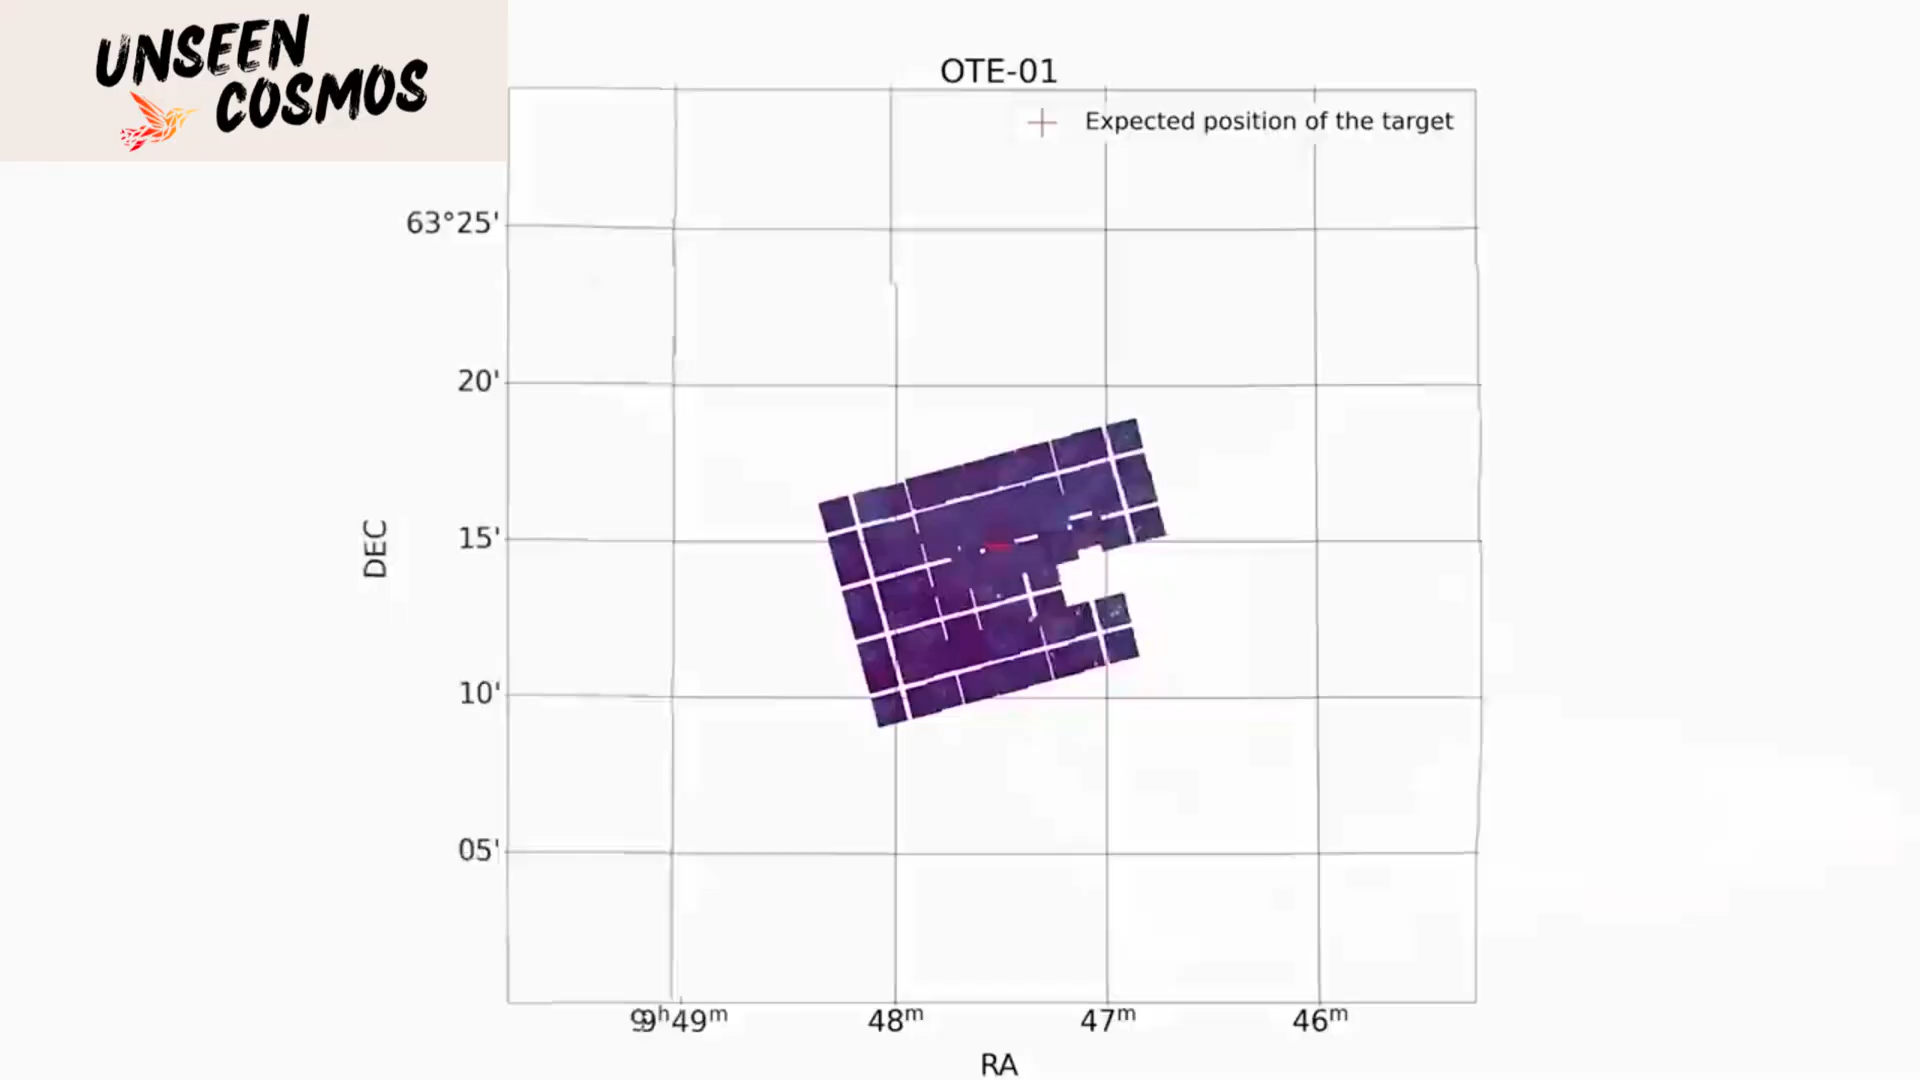 UNSEEN
COSMOS
OTE-01
Expected position of the target
63°25'
20'
15'
10'
05'
DEC
9ʰ49ᵐ
48ᵐ
47ᵐ
46ᵐ
RA